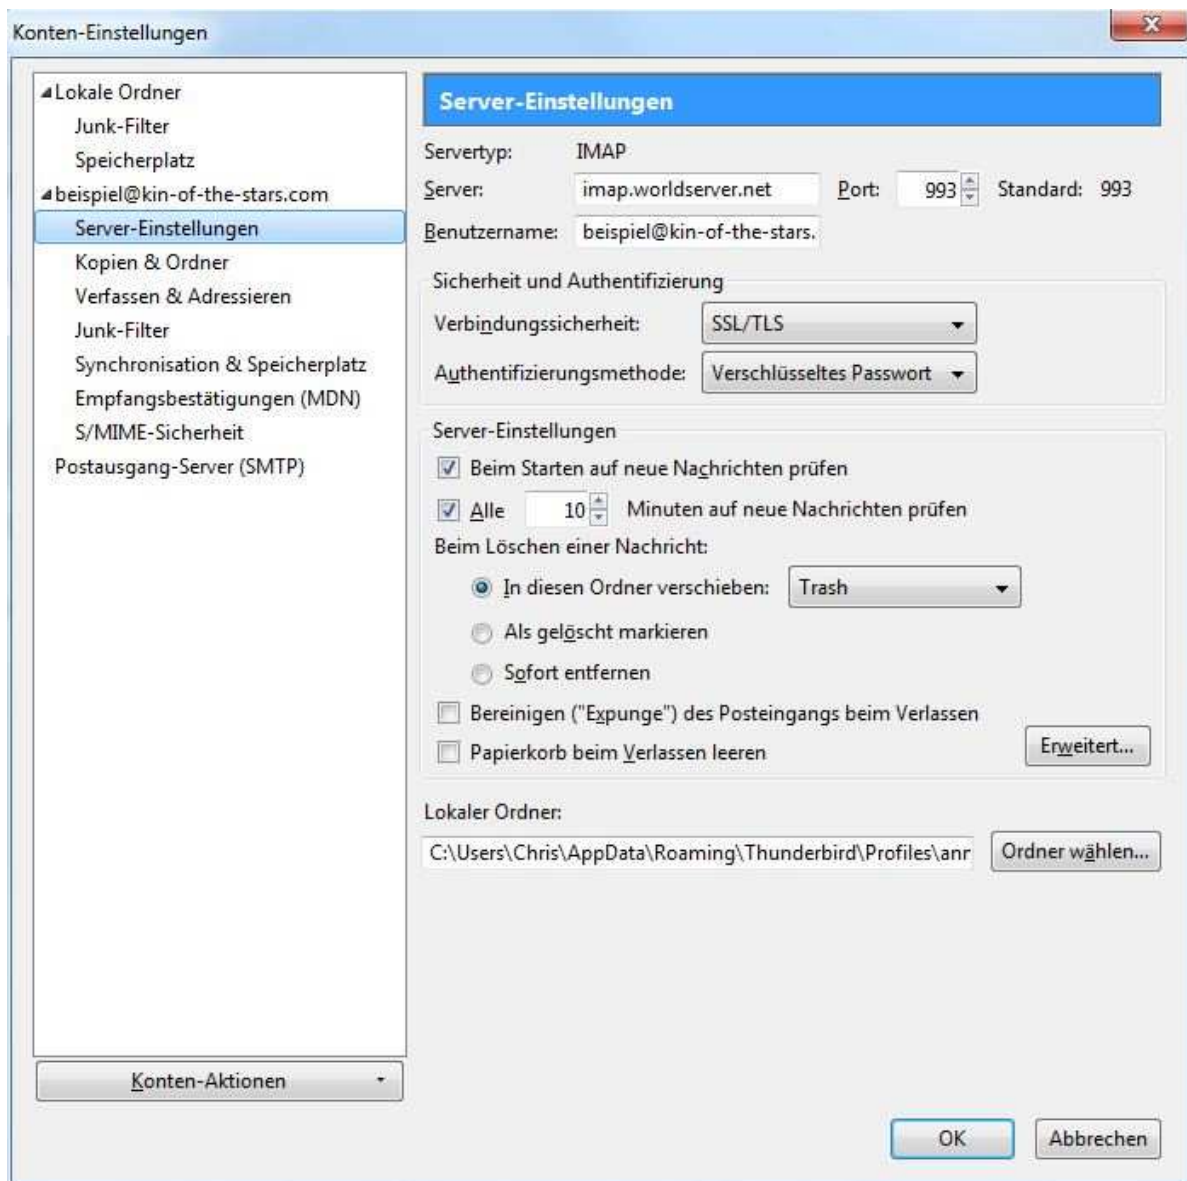 Konten-Einstellungen
Lokale Ordner
Junk-Filter
Speicherplatz
beispiel@kin-of-the-stars.com
Server-Einstellungen
Kopien & Ordner
Verfassen & Adressieren
Junk-Filter
Synchronisation & Speicherplatz
Empfangsbestätigungen (MDN)
S/MIME-Sicherheit
Postausgang-Server (SMTP)
Konten-Aktionen
Server-Einstellungen
Servertyp: IMAP
Server: imap.worldserver.net Port: 993 Standard: 993
Benutzername: beispiel@kin-of-the-stars.
Sicherheit und Authentifizierung
Verbindungssicherheit: SSL/TLS
Authentifizierungsmethode: Verschlüsseltes Passwort
Server-Einstellungen
Beim Starten auf neue Nachrichten prüfen
Alle 10 Minuten auf neue Nachrichten prüfen
Beim Löschen einer Nachricht:
In diesen Ordner verschieben: Trash
Als gelöscht markieren
Sofort entfernen
Bereinigen ("Expunge") des Posteingangs beim Verlassen
Papierkorb beim Verlassen leeren
Erweitert...
Lokaler Ordner:
C:\Users\Chris\AppData\Roaming\Thunderbird\Profiles\anr Ordner wählen...
OK Abbrechen